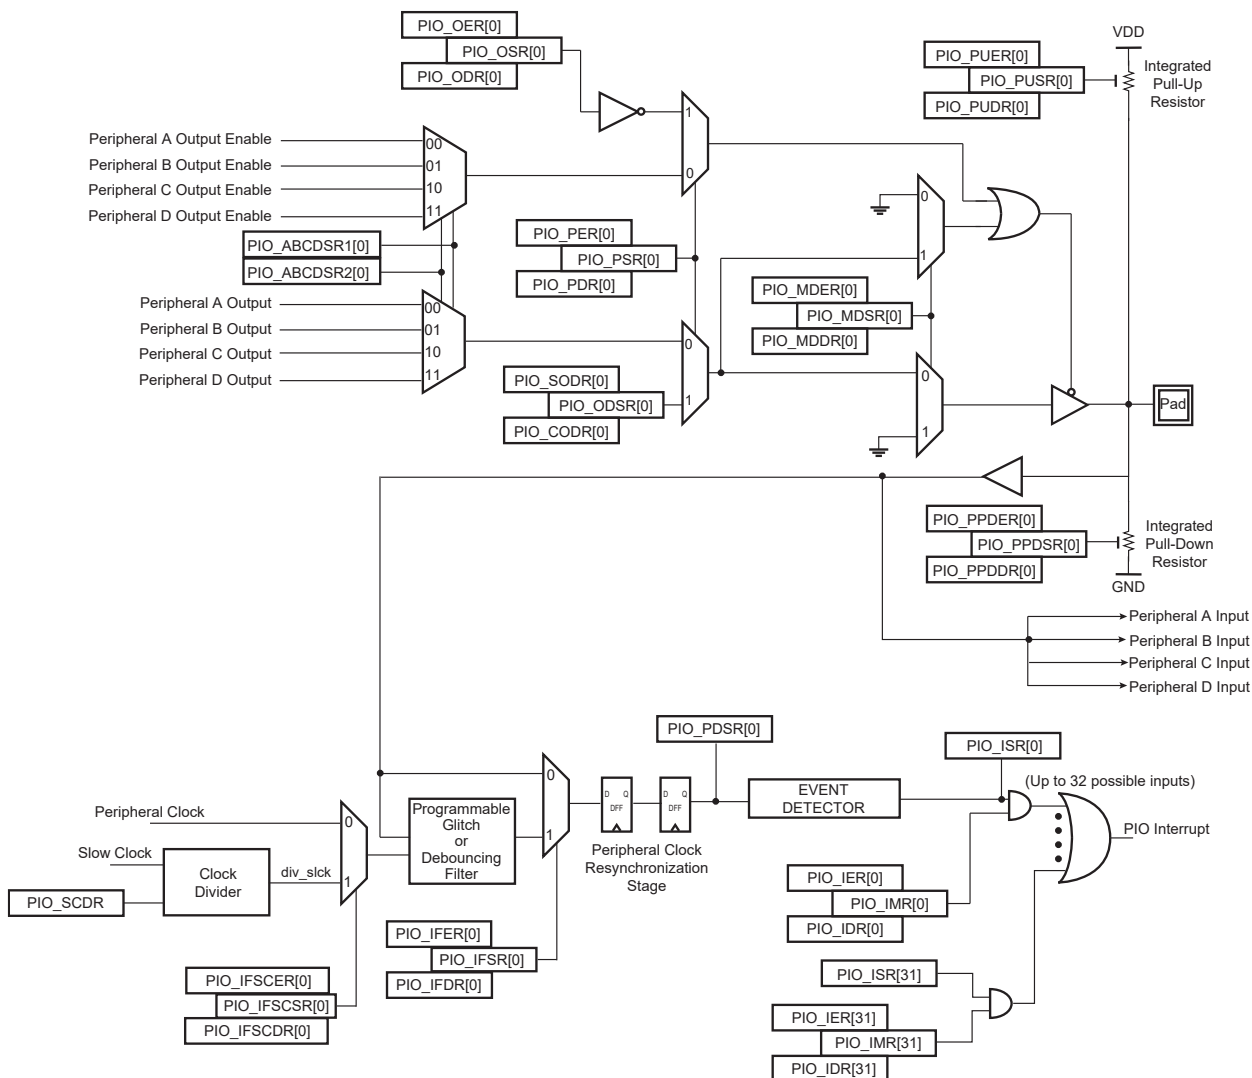 PIO_OER[0]
PIO_OSR[0]
PIO_ODR[0]
1
0
Peripheral A Output Enable
Peripheral B Output Enable
Peripheral C Output Enable
Peripheral D Output Enable
00
01
10
11
PIO_ABCDSR1[0]
PIO_ABCDSR2[0]
Peripheral A Output
Peripheral B Output
Peripheral C Output
Peripheral D Output
00
01
10
11
PIO_PER[0]
PIO_PSR[0]
PIO_PDR[0]
0
1
PIO_SODR[0]
PIO_ODSR[0]
PIO_CODR[0]
PIO_MDER[0]
PIO_MDSR[0]
PIO_MDDR[0]
0
1
0
1
PIO_PUER[0]
PIO_PUSR[0]
PIO_PUDR[0]
VDD
Integrated
Pull-Up
Resistor
Pad
PIO_PPDER[0]
PIO_PPDSR[0]
PIO_PPDDR[0]
Integrated
Pull-Down
Resistor
GND
Peripheral A Input
Peripheral B Input
Peripheral C Input
Peripheral D Input
Peripheral Clock
Slow Clock
PIO_SCDR
Clock
Divider
div_slck
0
1
PIO_IFSCER[0]
PIO_IFSCSR[0]
PIO_IFSCDR[0]
Programmable
Glitch
or
Debouncing
Filter
PIO_IFER[0]
PIO_IFSR[0]
PIO_IFDR[0]
0
1
D Q
DFF
D Q
DFF
Peripheral Clock
Resynchronization
Stage
PIO_PDSR[0]
EVENT
DETECTOR
PIO_ISR[0]
(Up to 32 possible inputs)
PIO Interrupt
PIO_IER[0]
PIO_IMR[0]
PIO_IDR[0]
PIO_ISR[31]
PIO_IER[31]
PIO_IMR[31]
PIO_IDR[31]